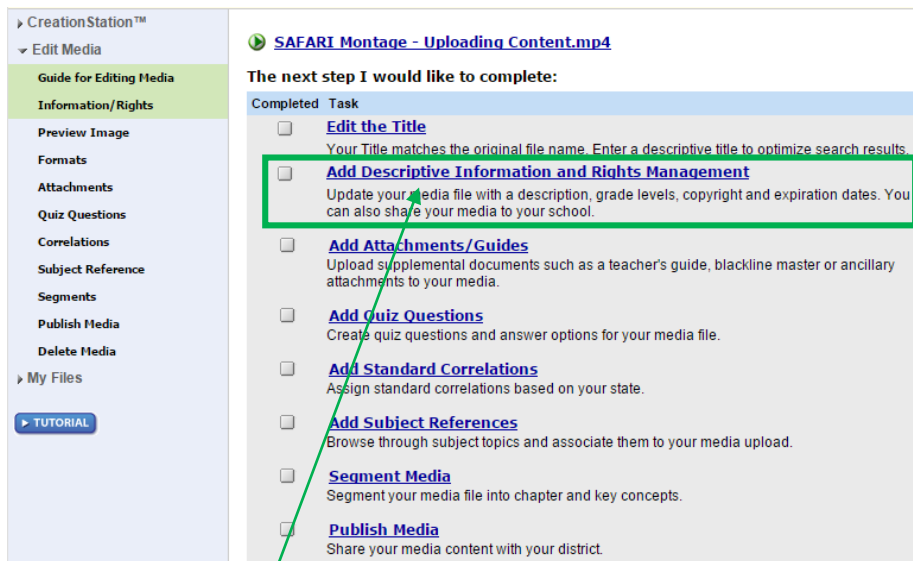 CreationStation™
Edit Media
Guide for Editing Media
Information/Rights
Preview Image
Formats
Attachments
Quiz Questions
Correlations
Subject Reference
Segments
Publish Media
Delete Media
My Files
TUTORIAL
SAFARI Montage - Uploading Content.mp4
The next step I would like to complete:
Completed Task
Edit the Title
Your Title matches the original file name. Enter a descriptive title to optimize search results.
Add Descriptive Information and Rights Management
Update your media file with a description, grade levels, copyright and expiration dates. You
can also share your media to your school.
Add Attachments/Guides
Upload supplemental documents such as a teacher's guide, blackline master or ancillary
attachments to your media.
Add Quiz Questions
Create quiz questions and answer options for your media file.
Add Standard Correlations
Assign standard correlations based on your state.
Add Subject References
Browse through subject topics and associate them to your media upload.
Segment Media
Segment your media file into chapter and key concepts.
Publish Media
Share your media content with your district.